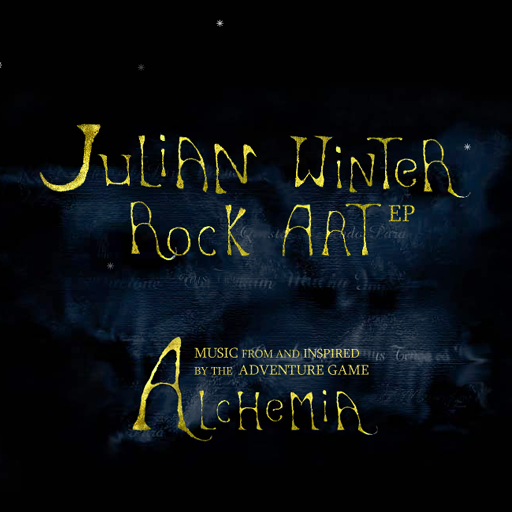 Julian Winter
Rock Art EP
Music from and inspired
by the adventure game
Alchemia